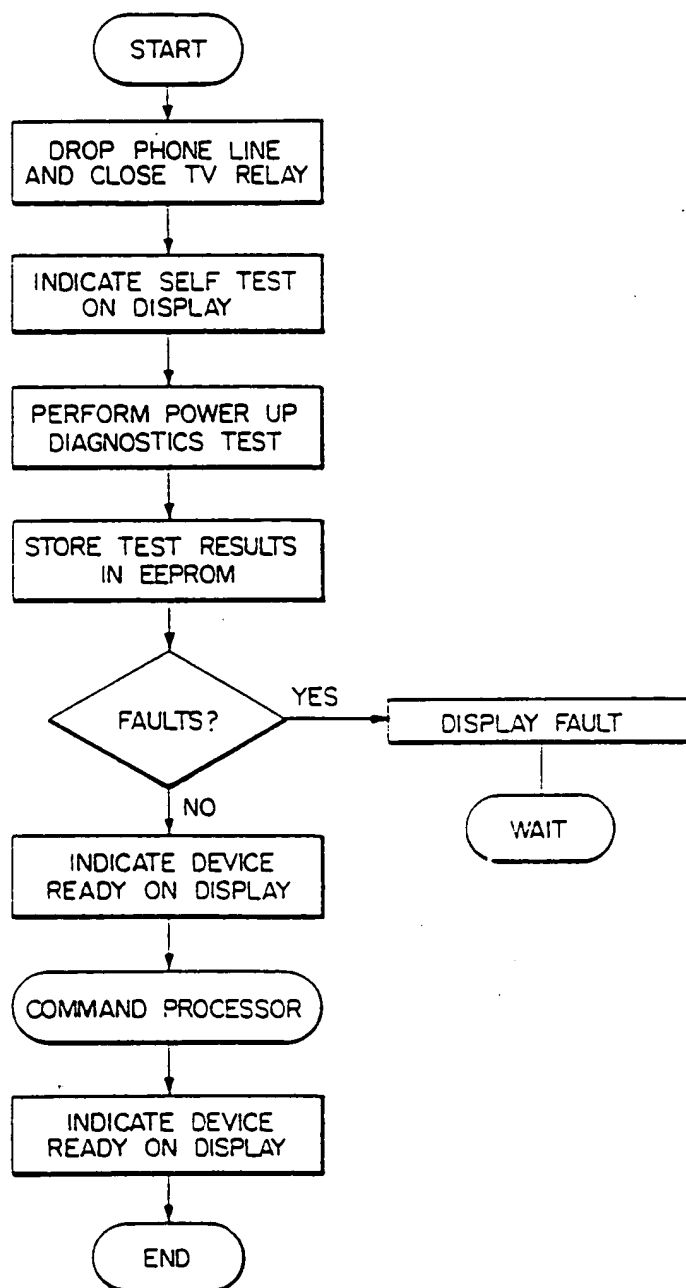 START
DROP PHONE LINE
AND CLOSE TV RELAY
INDICATE SELF TEST
ON DISPLAY
PERFORM POWER UP
DIAGNOSTICS TEST
STORE TEST RESULTS
IN EEPROM
FAULTS?
YES
DISPLAY FAULT
WAIT
NO
INDICATE DEVICE
READY ON DISPLAY
COMMAND PROCESSOR
INDICATE DEVICE
READY ON DISPLAY
END